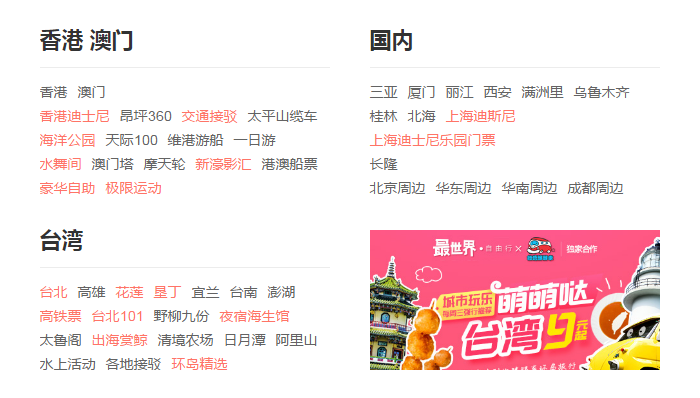 香港 澳门
香港 澳门
香港迪士尼 昂坪360 交通接驳 太平山缆车
海洋公园 天际100 维港游船 一日游
水舞间 澳门塔 摩天轮 新濠影汇 港澳船票
豪华自助 极限运动
台湾
台北 高雄 花莲 垦丁 宜兰 台南 澎湖
高铁票 台北101 野柳九份 夜宿海生馆
太鲁阁 出海赏鲸 清境农场 日月潭 阿里山
水上活动 各地接驳 环岛精选
国内
三亚 厦门 丽江 西安 满洲里 乌鲁木齐
桂林 北海 上海迪斯尼
上海迪士尼乐园门票
长隆
北京周边 华东周边 华南周边 成都周边
最世界 • 自由行 × 独家合作
城市玩乐
萌萌哒
台湾9元起